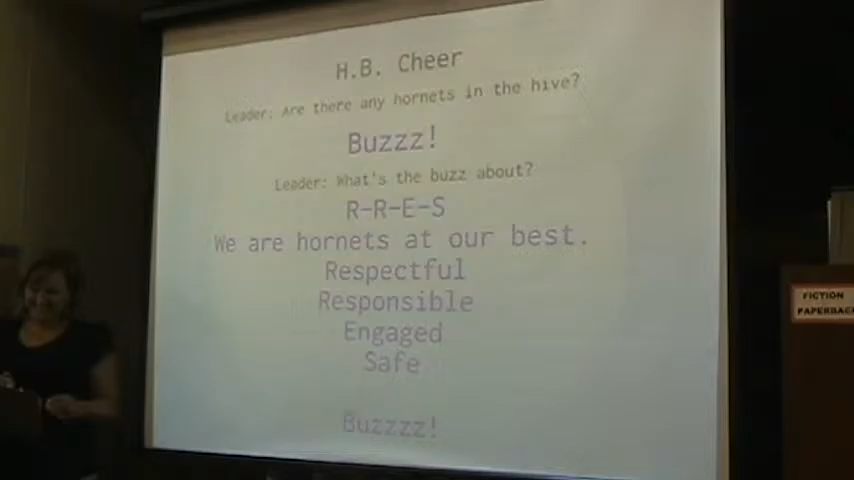 H.B. Cheer
Leader: Are there any hornets in the hive?
Buzzz!
Leader: What's the buzz about?
R-R-E-S
We are hornets at our best.
Respectful
Responsible
Engaged
Safe
Buzzzz!
FICTION
PAPERBACK